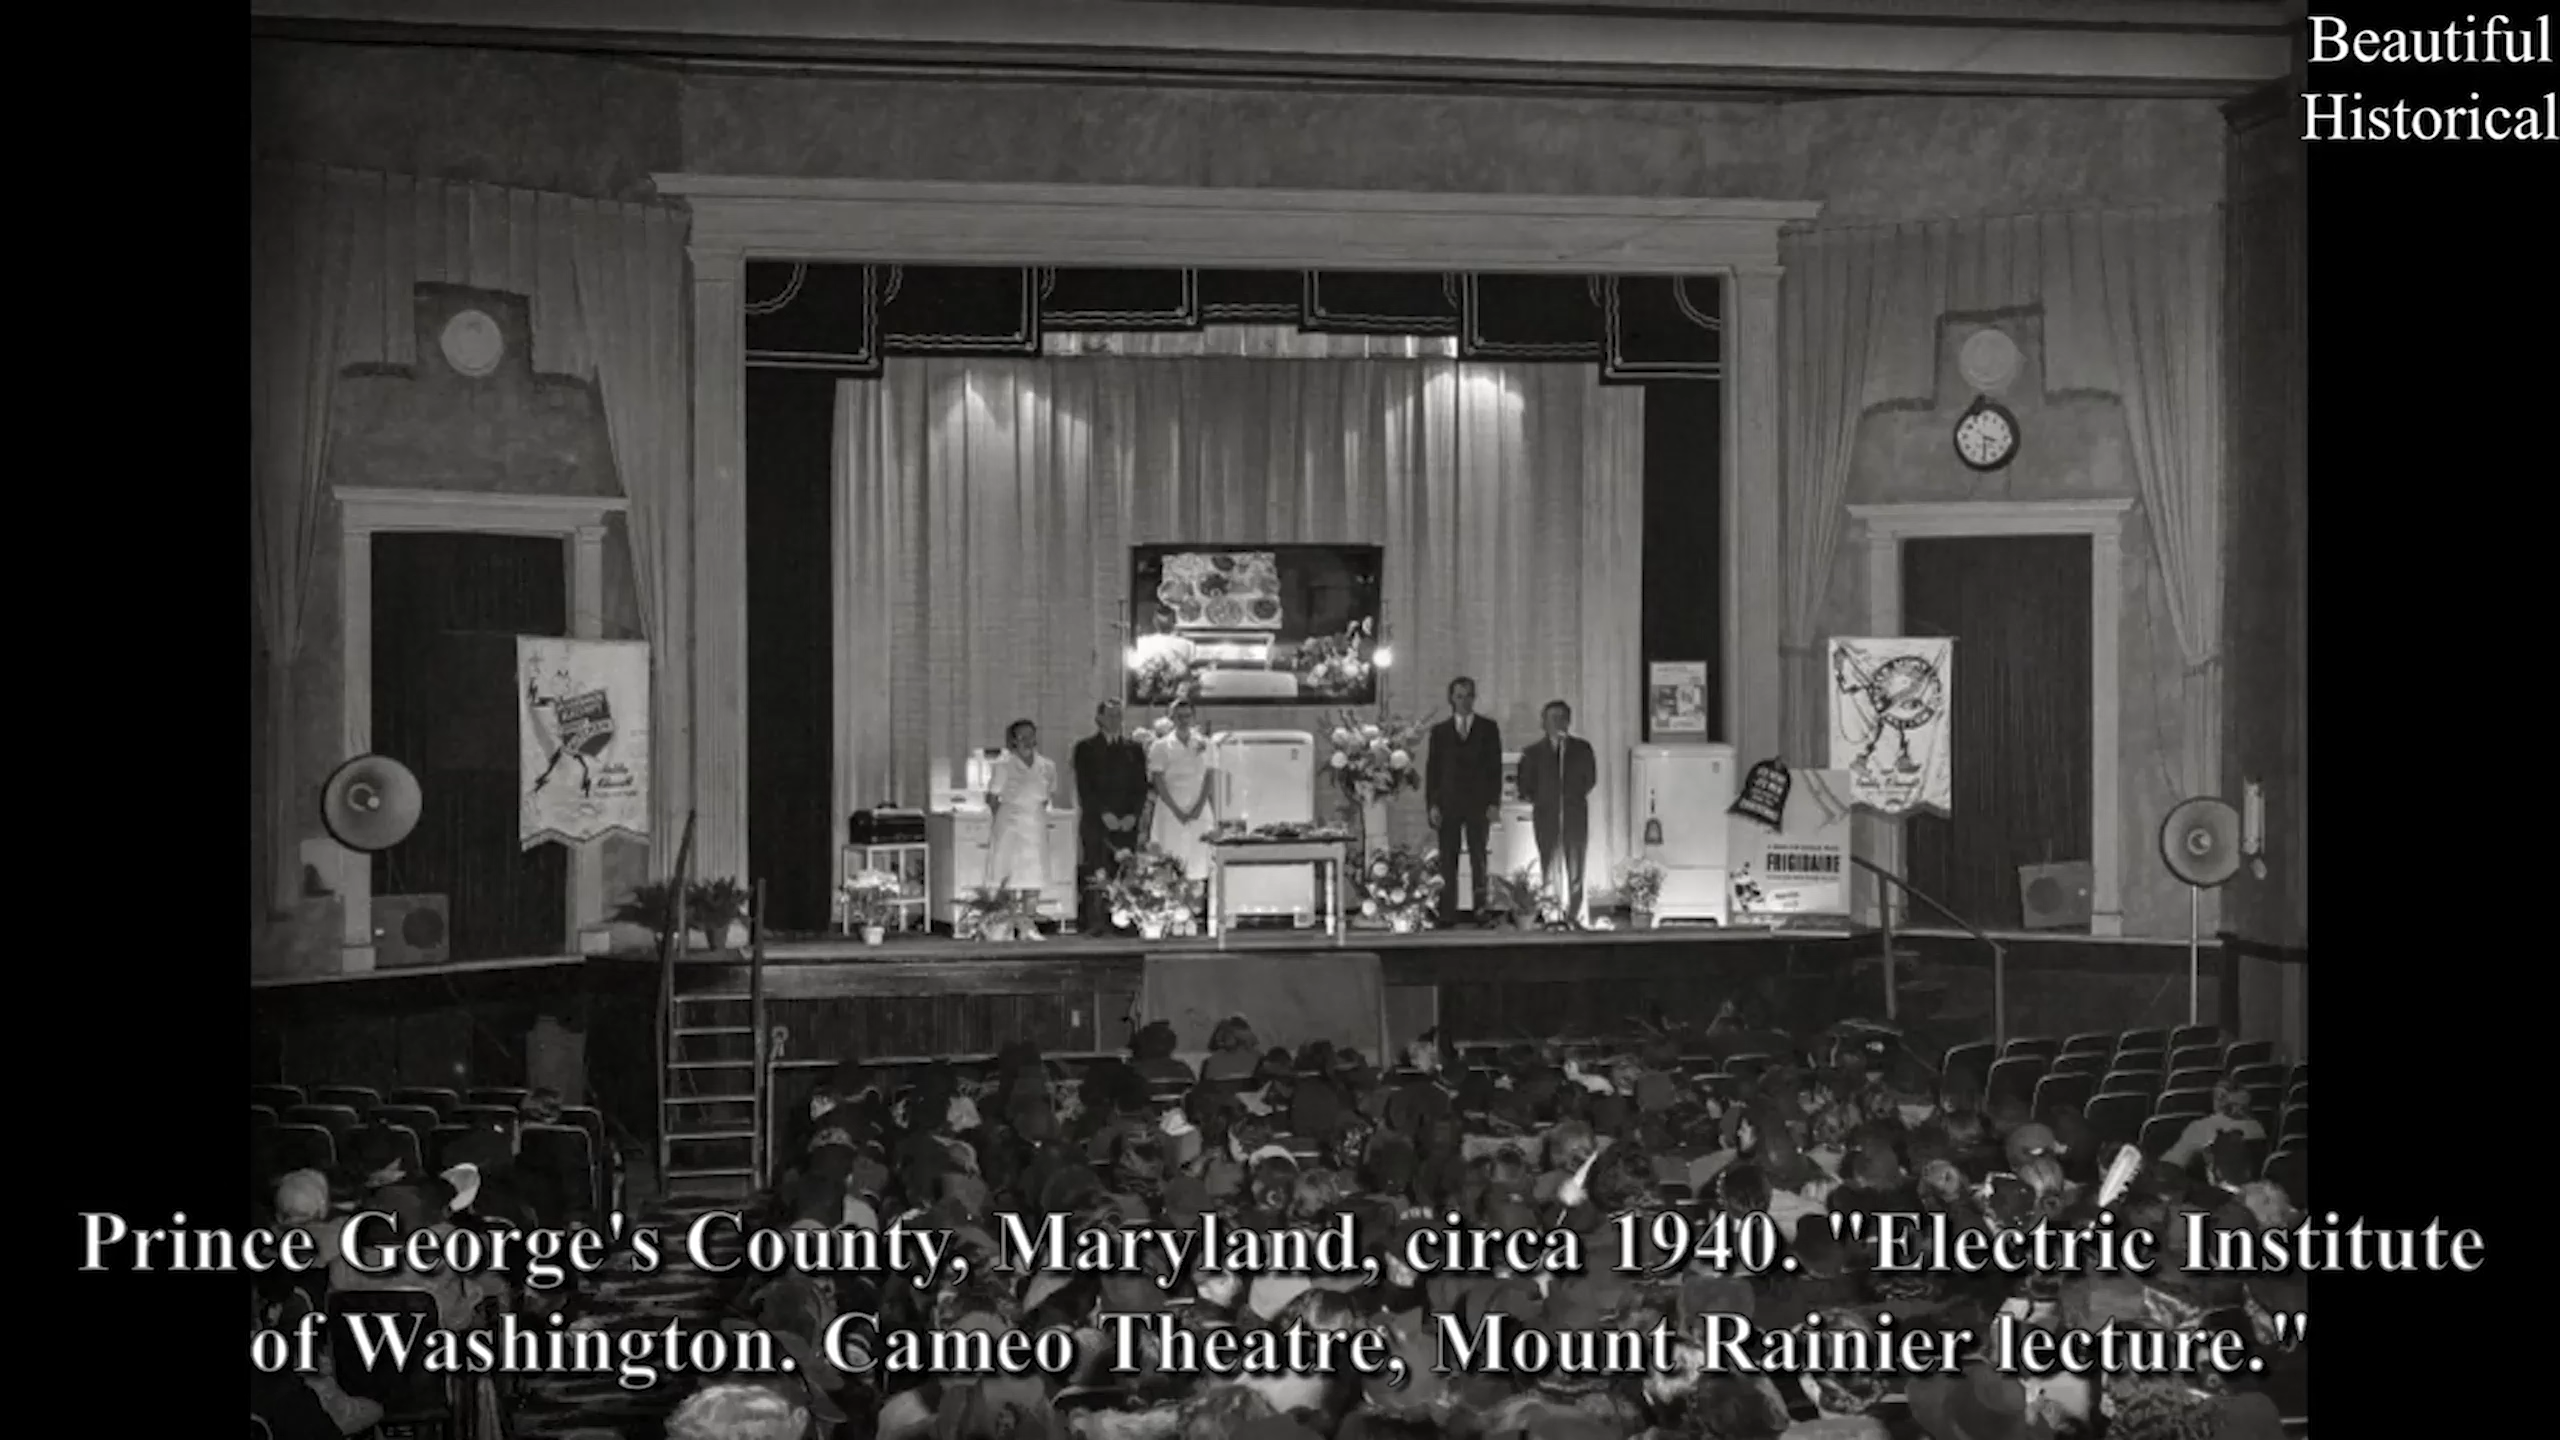 Beautiful
Historical
FRIGIDAIRE
Prince George's County, Maryland, circa 1940. "Electric Institute
of Washington. Cameo Theatre, Mount Rainier lecture."